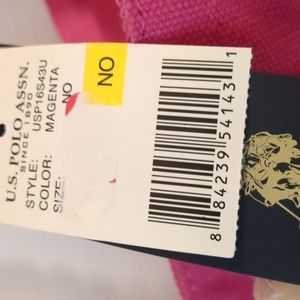 U.S. POLO ASSN.
SINCE 1890
STYLE: USP16S43U
COLOR: MAGENTA
SIZE: NO
NO
8 84239 54143 1